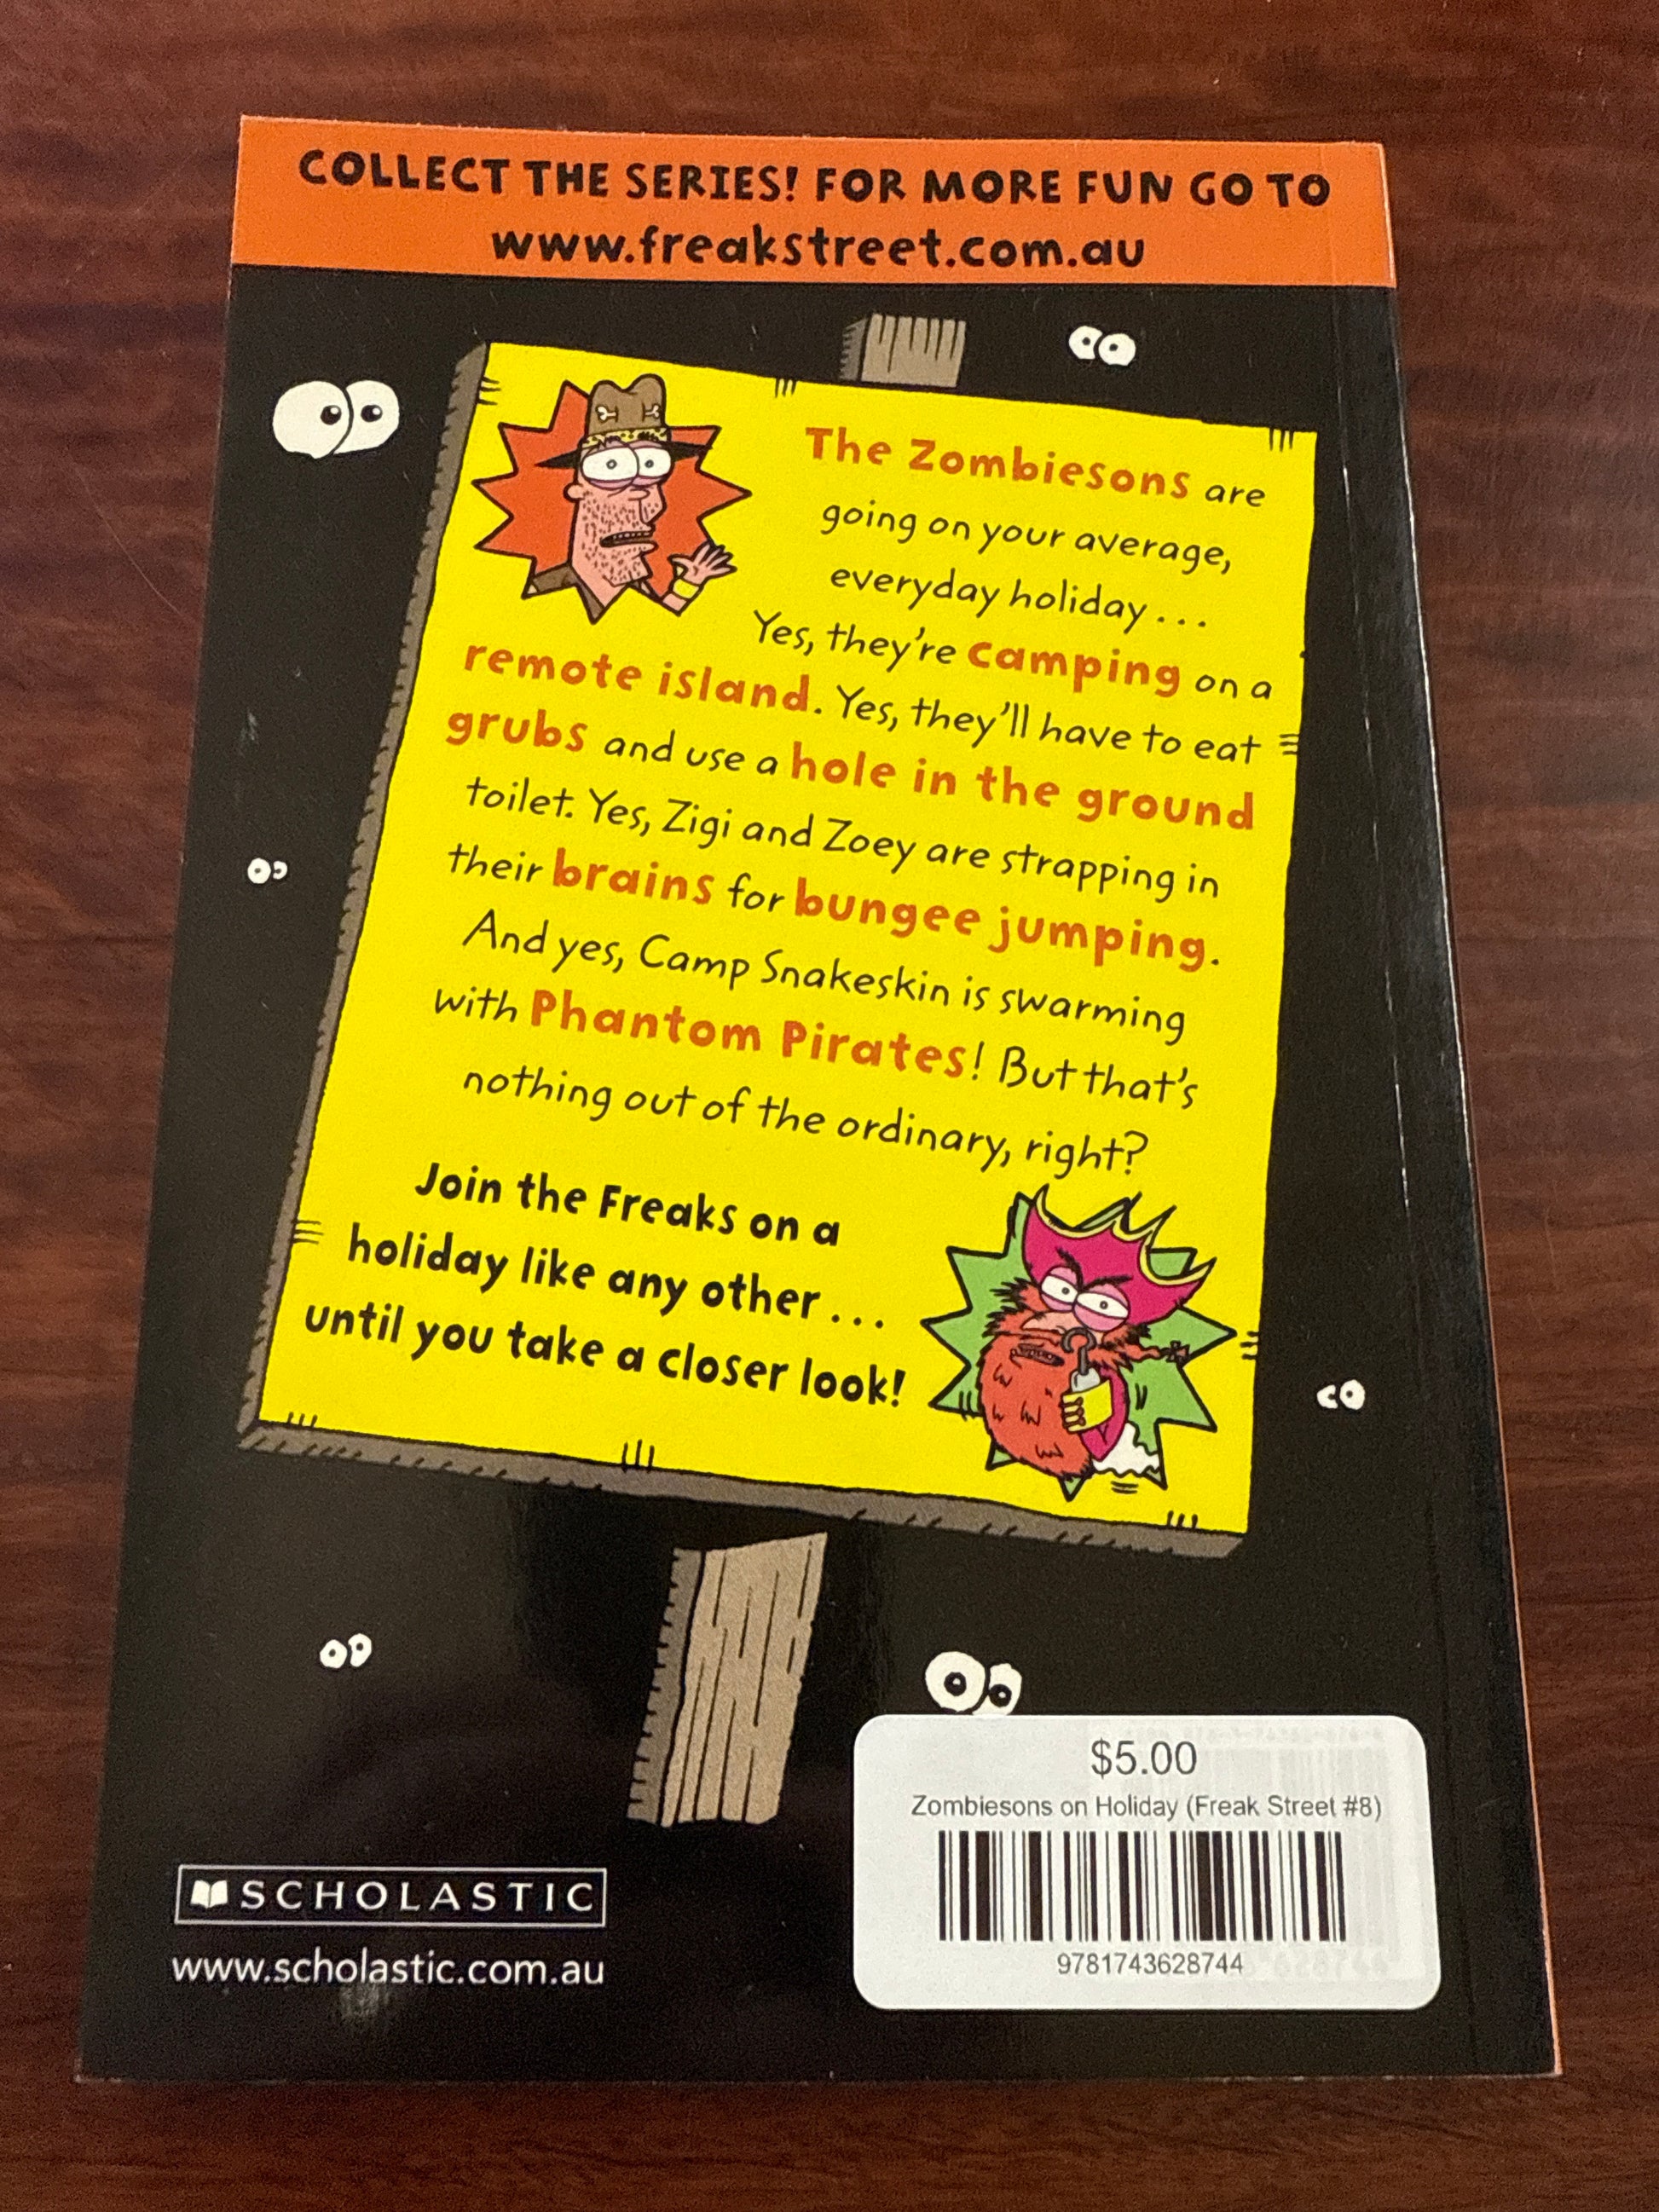 COLLECT THE SERIES! FOR MORE FUN GO TO
www.freakstreet.com.au
The Zombiesons are
going on your average,
everyday holiday...
Yes, they're camping on a
remote island. Yes, they'll have to eat
grubs and use a hole in the ground
toilet. Yes, Zigi and Zoey are strapping in
their brains for bungee jumping.
And yes, Camp Snakeskin is swarming
with Phantom Pirates! But that's
nothing out of the ordinary, right?
Join the Freaks on a
holiday like any other...
until you take a closer look!
$5.00
Zombiesons on Holiday (Freak Street #8)
9781743628744
SCHOLASTIC
www.scholastic.com.au